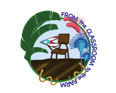 FROM the CLASSROOM to the FARM